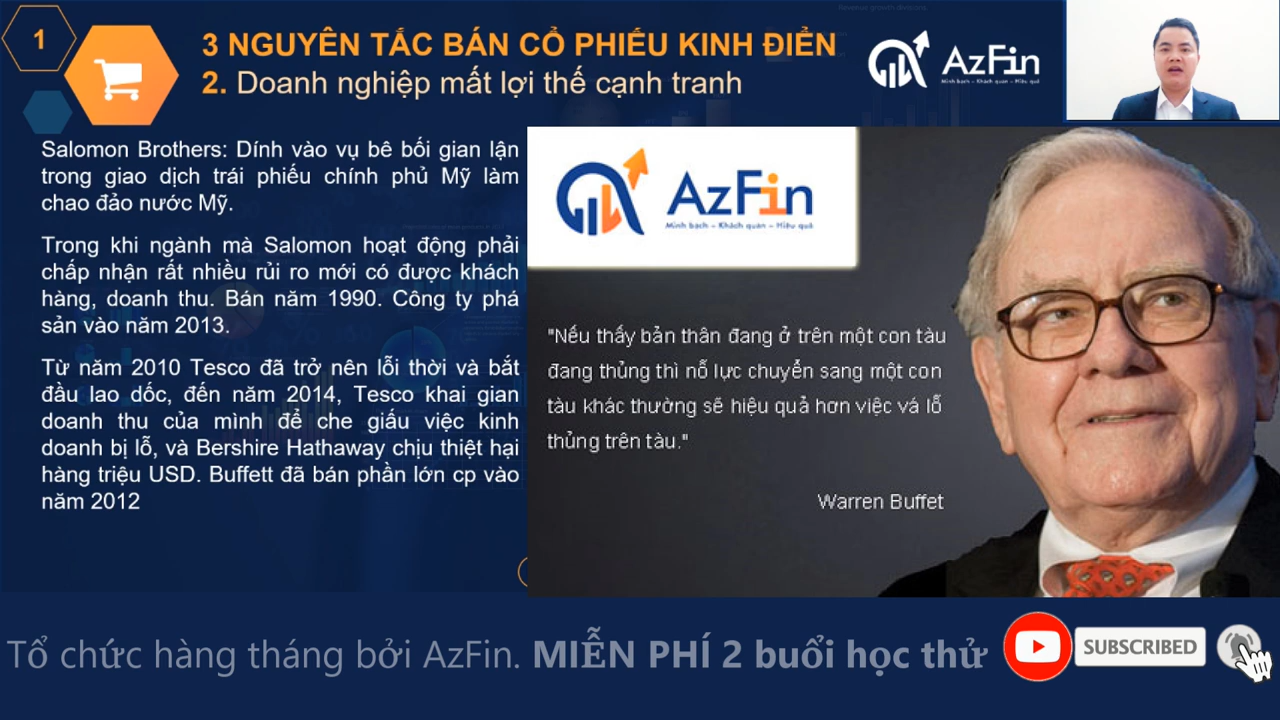 1
3 NGUYÊN TẮC BÁN CỔ PHIẾU KINH ĐIỂN
2. Doanh nghiệp mất lợi thế cạnh tranh
AzFin
Minh bạch – Khách quan – Hiệu quả
Salomon Brothers: Dính vào vụ bê bối gian lận
trong giao dịch trái phiếu chính phủ Mỹ làm
chao đảo nước Mỹ.
Trong khi ngành mà Salomon hoạt động phải
chấp nhận rất nhiều rủi ro mới có được khách
hàng, doanh thu. Bán năm 1990. Công ty phá
sản vào năm 2013.
Từ năm 2010 Tesco đã trở nên lỗi thời và bắt
đầu lao dốc, đến năm 2014, Tesco khai gian
doanh thu của mình để che giấu việc kinh
doanh bị lỗ, và Bershire Hathaway chịu thiệt hại
hàng triệu USD. Buffett đã bán phần lớn cp vào
năm 2012
AzFin
Minh bạch – Khách quan – Hiệu quả
"Nếu thấy bản thân đang ở trên một con tàu
đang thủng thì nỗ lực chuyển sang một con
tàu khác thường sẽ hiệu quả hơn việc vá lỗ
thủng trên tàu."
Warren Buffet
Tổ chức hàng tháng bởi AzFin. MIỄN PHÍ 2 buổi học thử
SUBSCRIBED